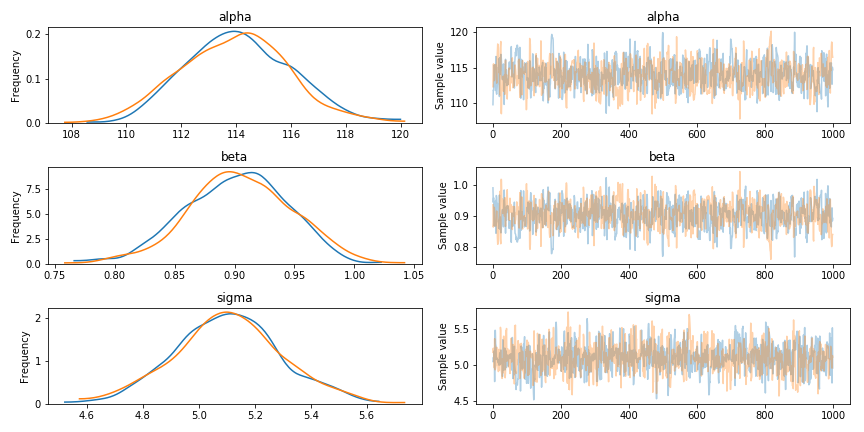 alpha
Frequency
0.2
0.1
0.0
108 110 112 114 116 118 120
alpha
Sample value
120
115
110
0 200 400 600 800 1000
beta
Frequency
7.5
5.0
2.5
0.0
0.75 0.80 0.85 0.90 0.95 1.00 1.05
beta
Sample value
1.0
0.9
0.8
0 200 400 600 800 1000
sigma
Frequency
2
1
0
4.6 4.8 5.0 5.2 5.4 5.6
sigma
Sample value
5.5
5.0
4.5
0 200 400 600 800 1000